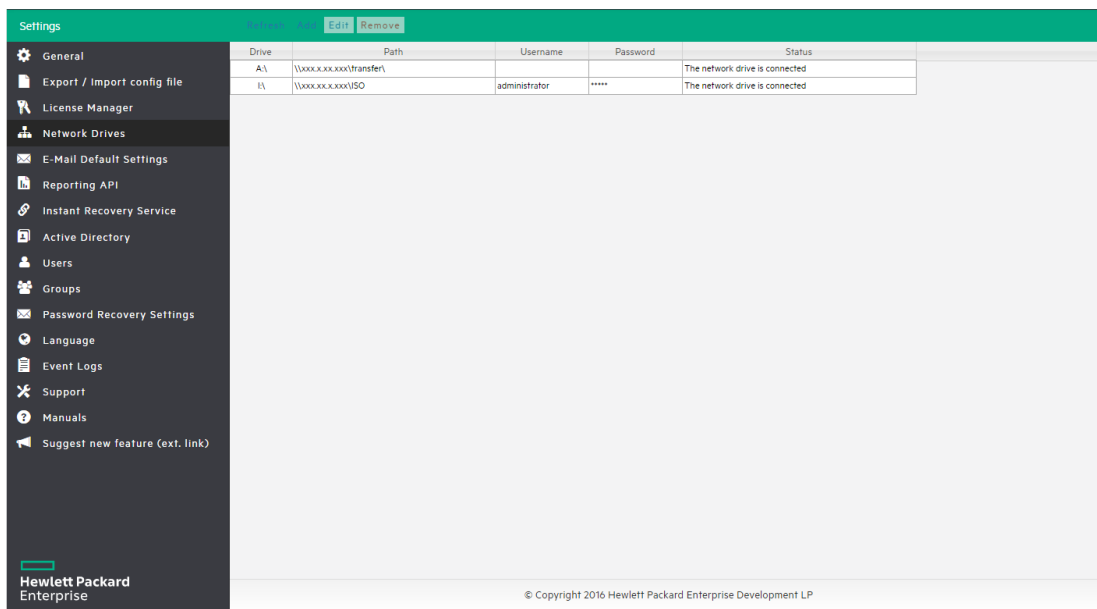 Settings
Refresh Add Edit Remove
General
Export / Import config file
License Manager
Network Drives
E-Mail Default Settings
Reporting API
Instant Recovery Service
Active Directory
Users
Groups
Password Recovery Settings
Language
Event Logs
Support
Manuals
Suggest new feature (ext. link)
Hewlett Packard
Enterprise
Drive Path Username Password Status
A:\ \\xxx.x.xx.xxx\transfer\ The network drive is connected
I:\ \\xxx.xx.x.xxx\ISO administrator ***** The network drive is connected
© Copyright 2016 Hewlett Packard Enterprise Development LP